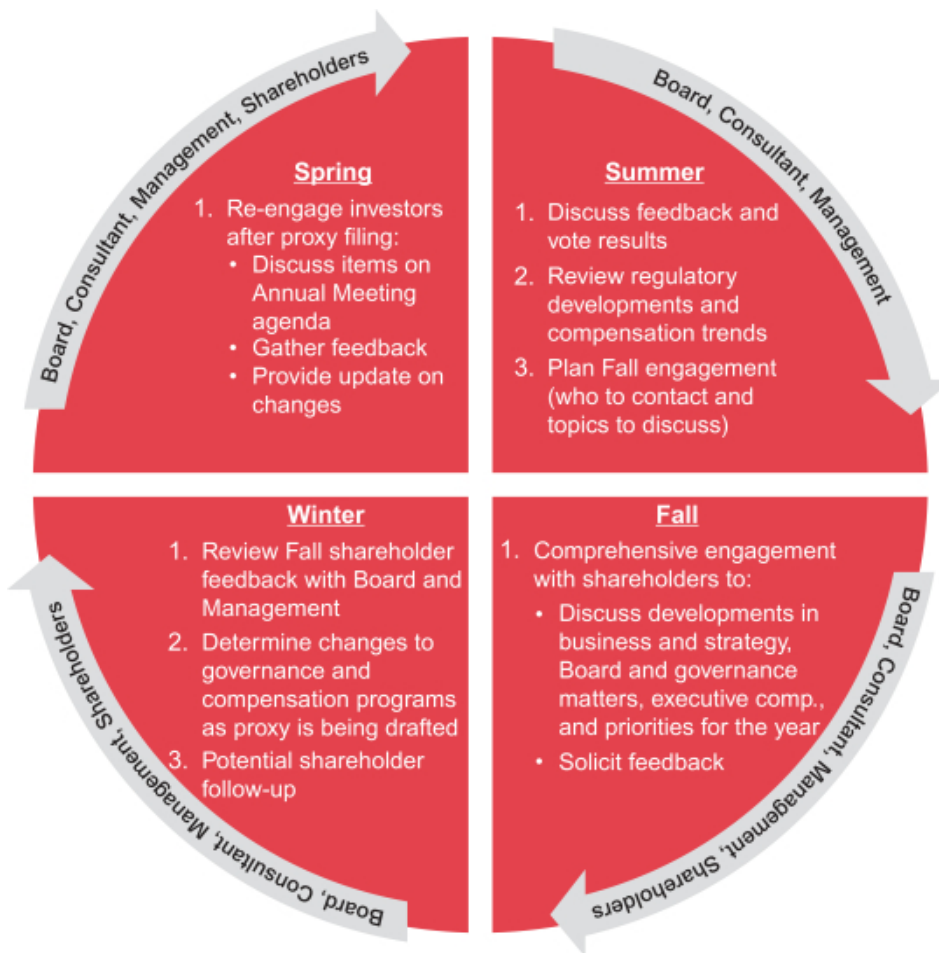 Board, Consultant, Management, Shareholders
Spring
1. Re-engage investors
after proxy filing:
• Discuss items on
Annual Meeting
agenda
• Gather feedback
• Provide update on
changes
Board, Consultant, Management
Summer
1. Discuss feedback and
vote results
2. Review regulatory
developments and
compensation trends
3. Plan Fall engagement
(who to contact and
topics to discuss)
Winter
1. Review Fall shareholder
feedback with Board and
Management
2. Determine changes to
governance and
compensation programs
as proxy is being drafted
3. Potential shareholder
follow-up
Board, Consultant, Management, Shareholders
Fall
1. Comprehensive engagement
with shareholders to:
• Discuss developments in
business and strategy,
Board and governance
matters, executive comp.,
and priorities for the year
• Solicit feedback
Board, Consultant, Management, Shareholders